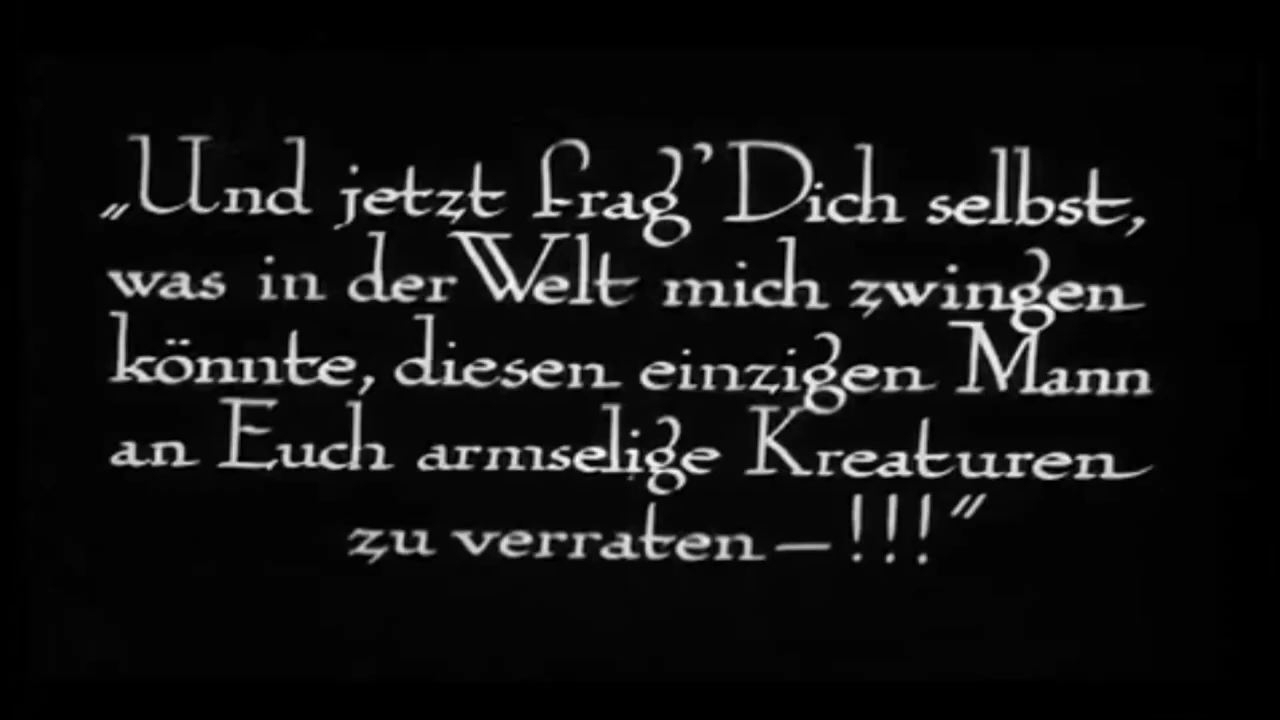 „Und jetzt frag’ Dich selbst,
was in der Welt mich zwingen
könnte, diesen einzigen Mann
an Euch armselige Kreaturen
zu verraten — !!!“